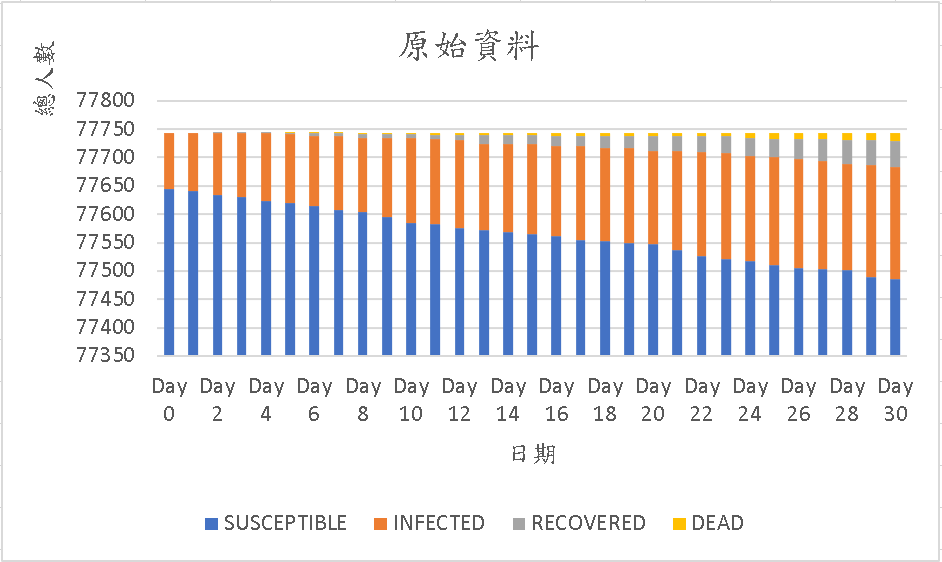 原始資料
總人數
77800
77750
77700
77650
77600
77550
77500
77450
77400
77350
Day 0
Day 2
Day 4
Day 6
Day 8
Day 10
Day 12
Day 14
Day 16
Day 18
Day 20
Day 22
Day 24
Day 26
Day 28
Day 30
日期
SUSCEPTIBLE INFECTED RECOVERED DEAD